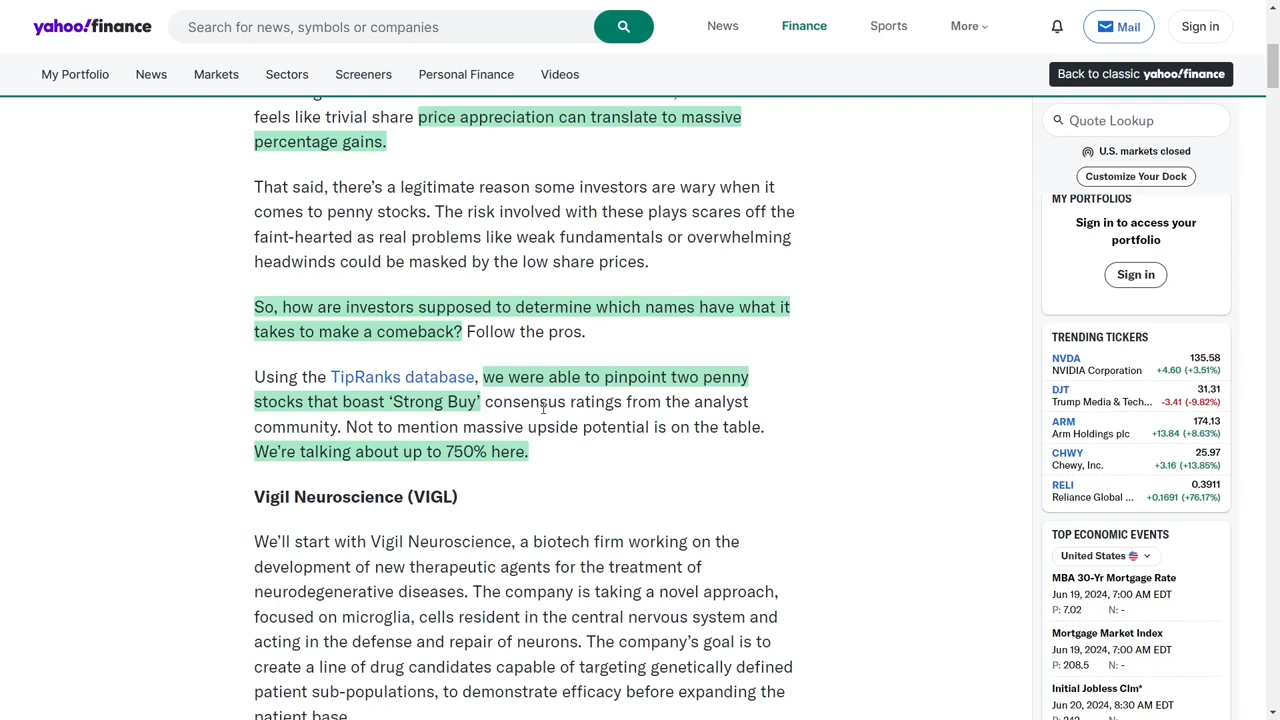 yahoo!finance
Search for news, symbols or companies
News
Finance
Sports
More
Mail
Sign in
My Portfolio
News
Markets
Sectors
Screeners
Personal Finance
Videos
Back to classic yahoo!finance
feels like trivial share price appreciation can translate to massive
percentage gains.
That said, there’s a legitimate reason some investors are wary when it
comes to penny stocks. The risk involved with these plays scares off the
faint-hearted as real problems like weak fundamentals or overwhelming
headwinds could be masked by the low share prices.
So, how are investors supposed to determine which names have what it
takes to make a comeback? Follow the pros.
Using the TipRanks database, we were able to pinpoint two penny
stocks that boast ‘Strong Buy’ consensus ratings from the analyst
community. Not to mention massive upside potential is on the table.
We’re talking about up to 750% here.
Vigil Neuroscience (VIGL)
We’ll start with Vigil Neuroscience, a biotech firm working on the
development of new therapeutic agents for the treatment of
neurodegenerative diseases. The company is taking a novel approach,
focused on microglia, cells resident in the central nervous system and
acting in the defense and repair of neurons. The company’s goal is to
create a line of drug candidates capable of targeting genetically defined
patient sub-populations, to demonstrate efficacy before expanding the
patient base.
Quote Lookup
U.S. markets closed
Customize Your Dock
MY PORTFOLIOS
Sign in to access your
portfolio
Sign in
TRENDING TICKERS
NVDA 135.58
NVIDIA Corporation +4.60 (+3.51%)
DJT 31.31
Trump Media & Tech... -3.41 (-9.82%)
ARM 174.13
Arm Holdings plc +13.84 (+8.63%)
CHWY 25.97
Chewy, Inc. +3.16 (+13.85%)
RELI 0.3911
Reliance Global ... +0.1691 (+76.17%)
TOP ECONOMIC EVENTS
United States
MBA 30-Yr Mortgage Rate
Jun 19, 2024, 7:00 AM EDT
P: 7.02 N: -
Mortgage Market Index
Jun 19, 2024, 7:00 AM EDT
P: 208.5 N: -
Initial Jobless Clm*
Jun 20, 2024, 8:30 AM EDT